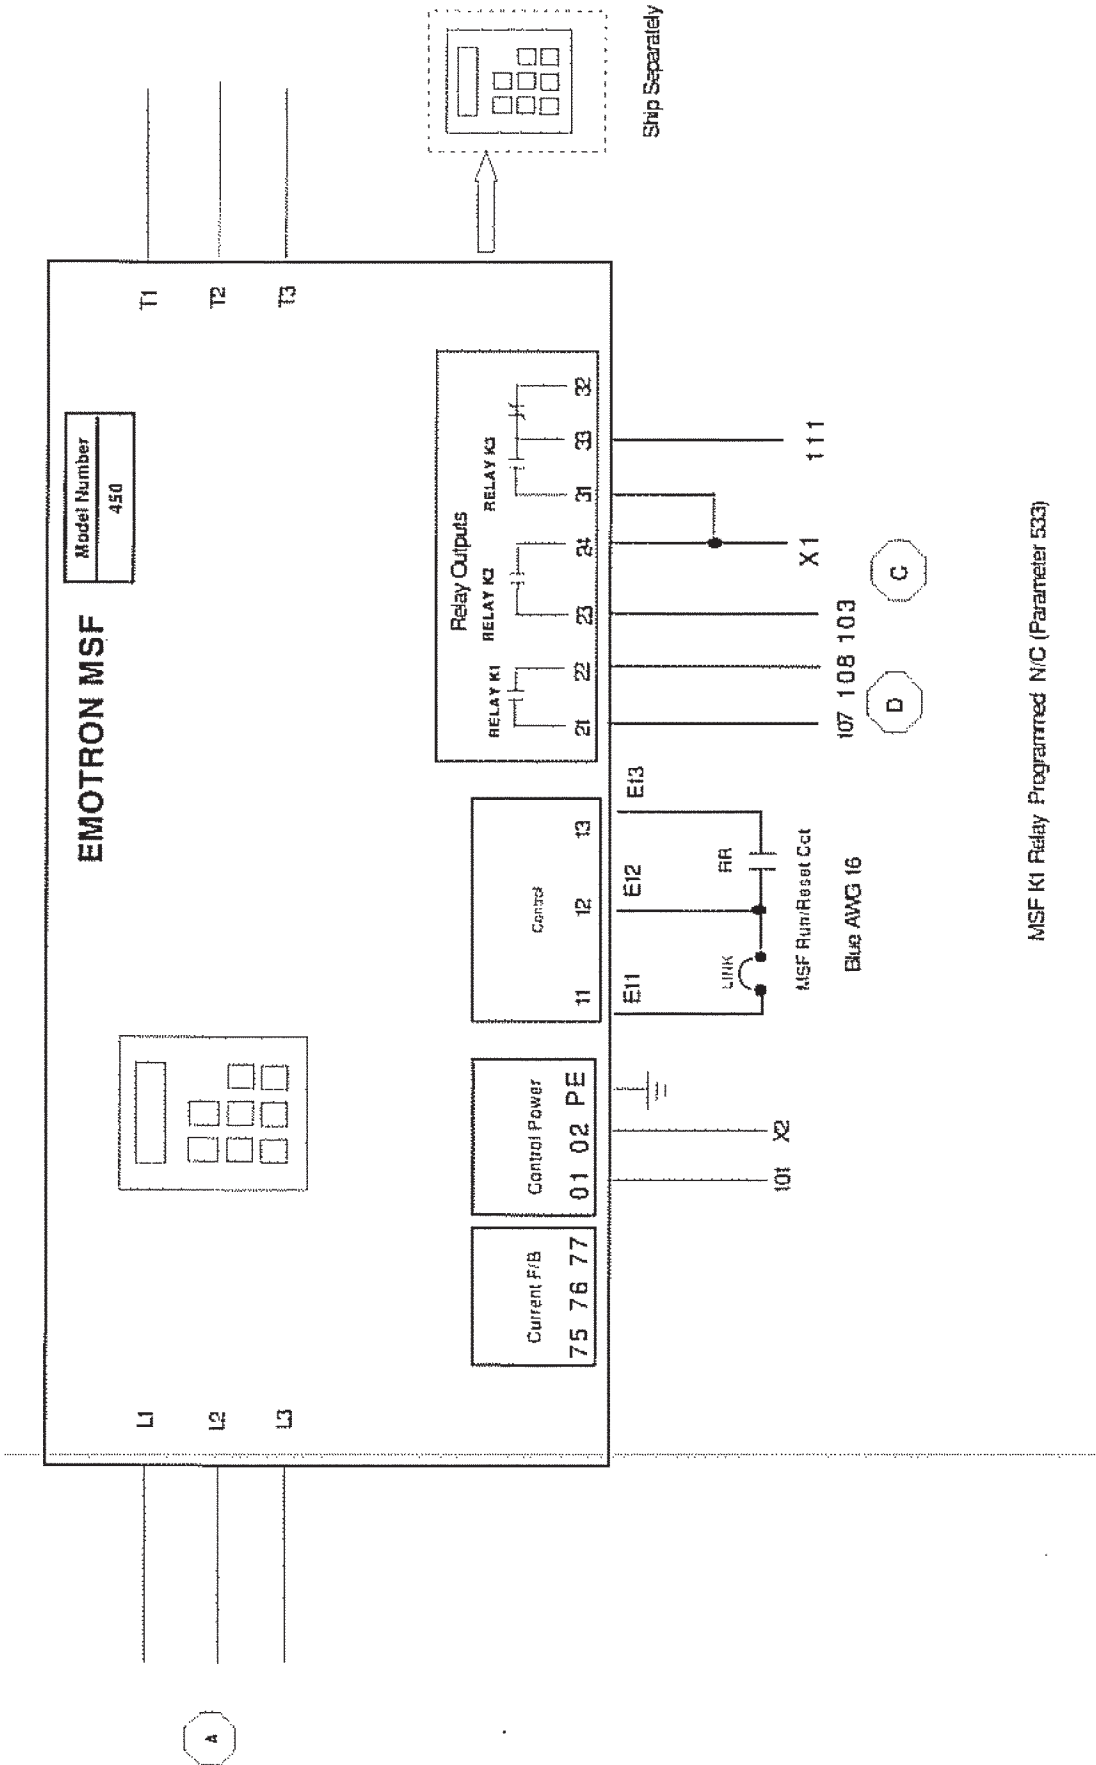 EMOTRON MSF
Model Number
450
L1
L2
L3
T1
T2
T3
Current F/B
75 76 77
Control Power
01 02 PE
Control
11 12 13
Relay Outputs
RELAY K1
RELAY K2
RELAY K3
21 22 23 24 31 33 32
101
X2
E11
E12
E13
LINK
RR
MSF Run/Reset Cct
Blue AWG 16
107 108 103
X1
111
A
D
C
Ship Separately
MSF K1 Relay Programmed N/C (Parameter 533)